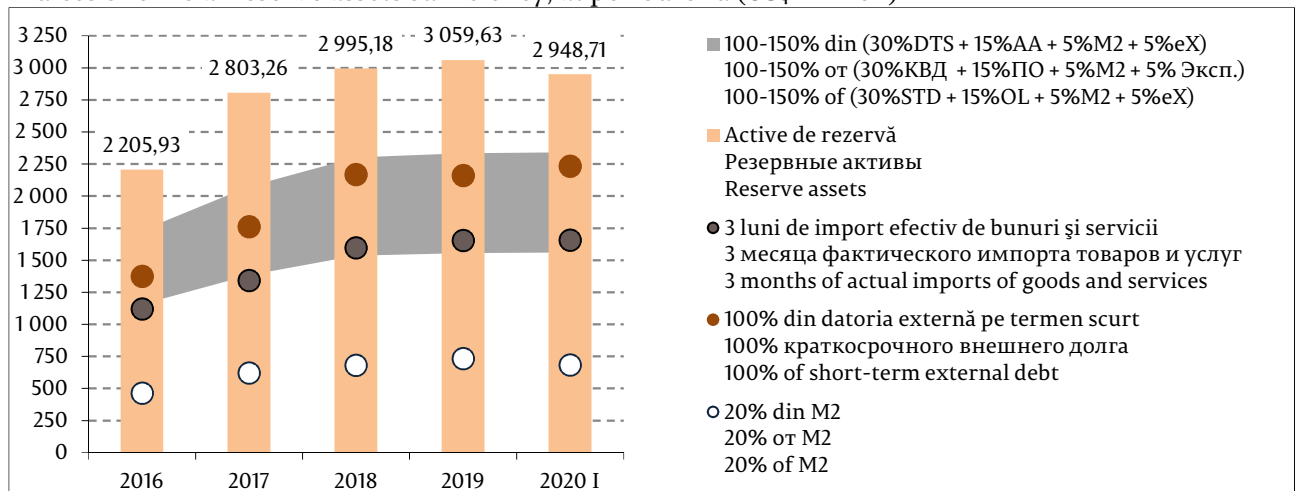 3 250
3 000
2 750
2 500
2 250
2 000
1 750
1 500
1 250
1 000
750
500
250
0
2 205,93
2 803,26
2 995,18
3 059,63
2 948,71
2016
2017
2018
2019
2020 I
100-150% din (30%DTS + 15%AA + 5%M2 + 5%eX)
100-150% от (30%КВД + 15%ПО + 5%M2 + 5% Эксп.)
100-150% of (30%STD + 15%OL + 5%M2 + 5%eX)
Active de rezervă
Резервные активы
Reserve assets
3 luni de import efectiv de bunuri şi servicii
3 месяца фактического импорта товаров и услуг
3 months of actual imports of goods and services
100% din datoria externă pe termen scurt
100% краткосрочного внешнего долга
100% of short-term external debt
20% din M2
20% от M2
20% of M2